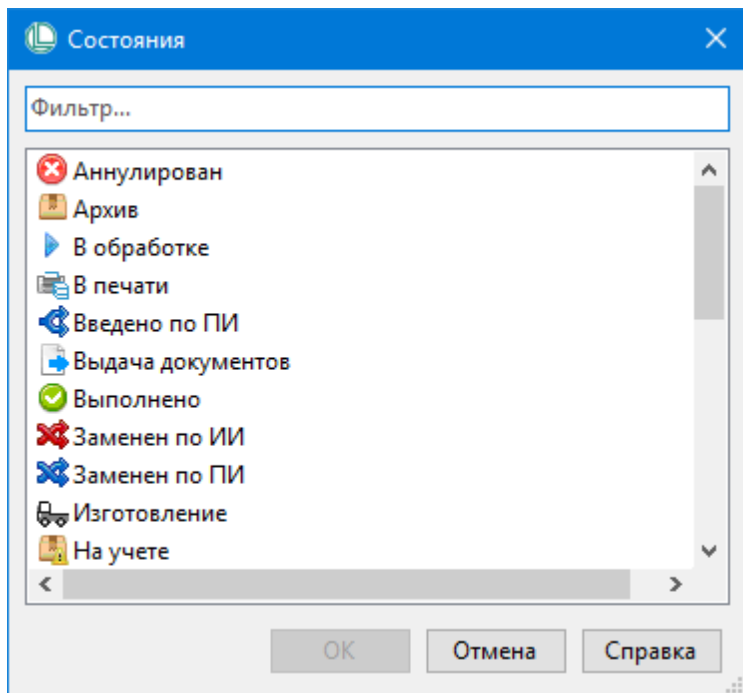 Состояния
Фильтр...
Аннулирован
Архив
В обработке
В печати
Введено по ПИ
Выдача документов
Выполнено
Заменен по ИИ
Заменен по ПИ
Изготовление
На учете
ОК Отмена Справка